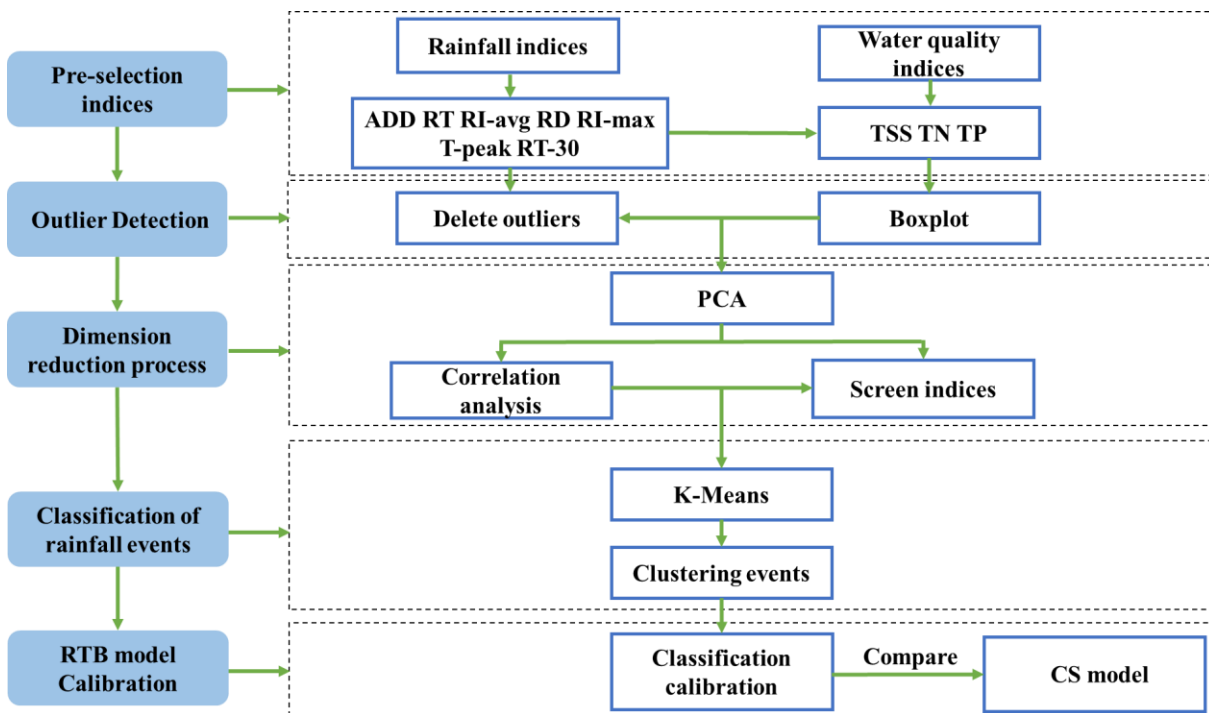 Pre-selection
indices
Rainfall indices
Water quality
indices
ADD RT RI-avg RD RI-max
T-peak RT-30
TSS TN TP
Outlier Detection
Delete outliers
Boxplot
Dimension
reduction process
PCA
Correlation
analysis
Screen indices
Classification of
rainfall events
K-Means
Clustering events
RTB model
Calibration
Classification
calibration
Compare
CS model